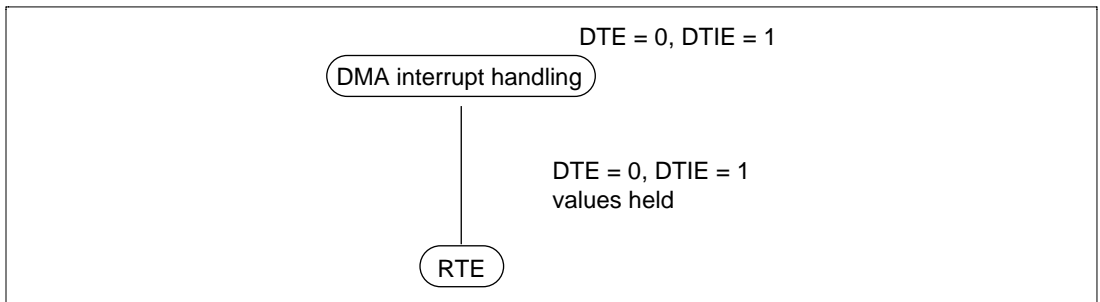 DTE = 0, DTIE = 1
DMA interrupt handling
DTE = 0, DTIE = 1
values held
RTE